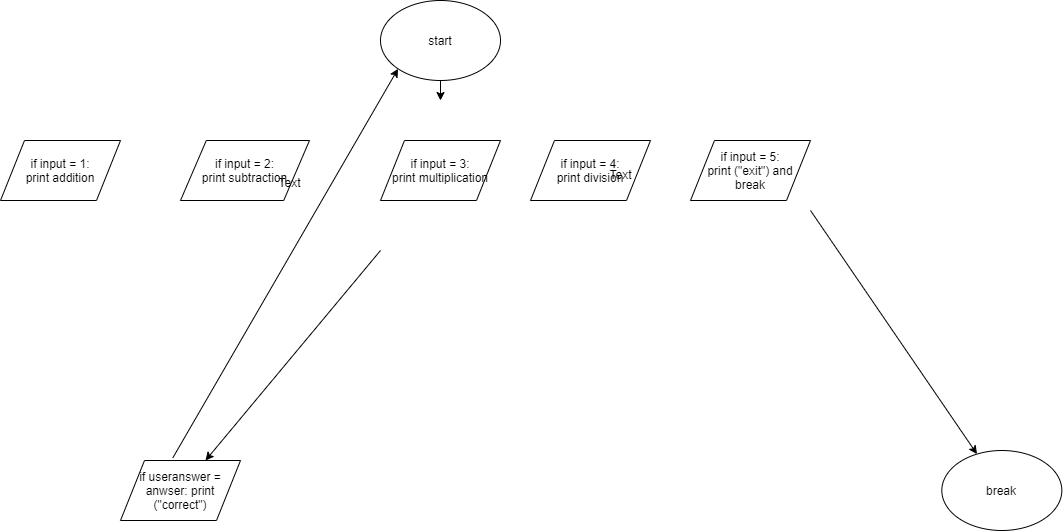 start
if input = 1:
print addition
if input = 2:
print subtraction
Text
if input = 3:
print multiplication
if input = 4:
print division
Text
if input = 5:
print ("exit") and
break
if useranswer =
anwser: print
("correct")
break